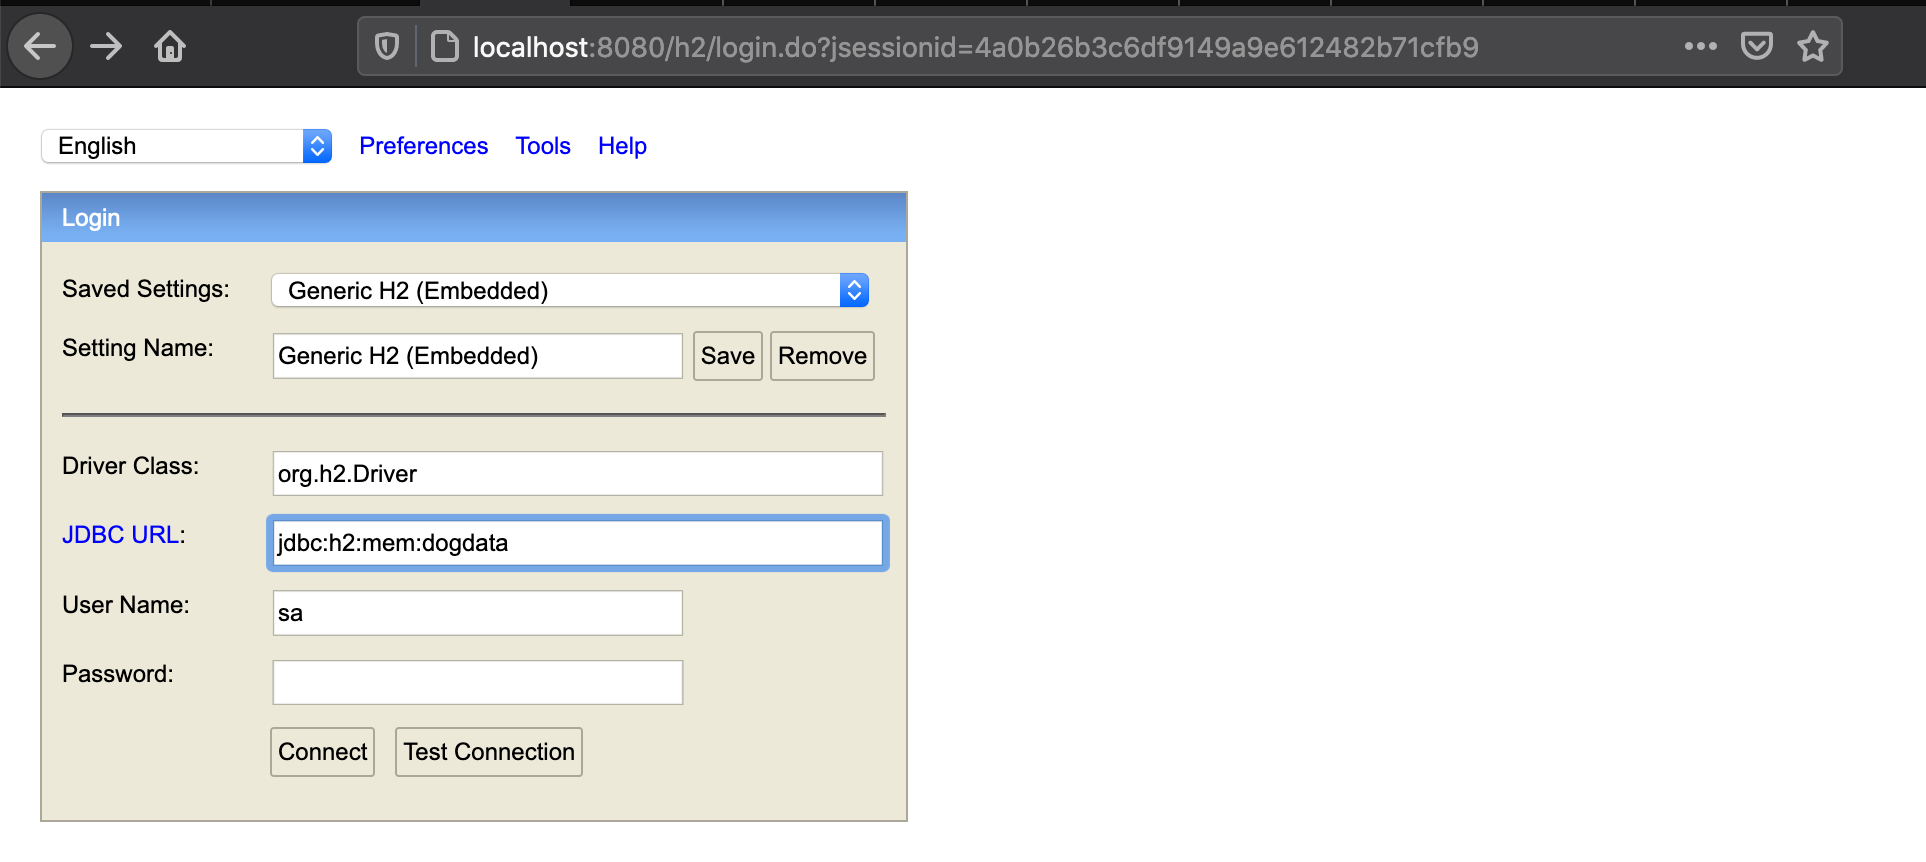 localhost:8080/h2/login.do?jsessionid=4a0b26b3c6df9149a9e612482b71cfb9
English Preferences Tools Help
Login
Saved Settings: Generic H2 (Embedded)
Setting Name: Generic H2 (Embedded) Save Remove
Driver Class: org.h2.Driver
JDBC URL: jdbc:h2:mem:dogdata
User Name: sa
Password:
Connect Test Connection